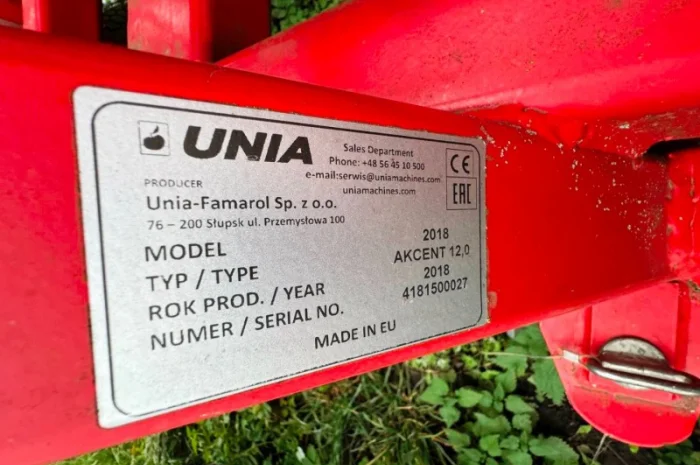 UNIA
Sales Department
Phone: +48 56 45 10 500
e-mail:serwis@uniamachines.com
uniamachines.com
CE
EAC
PRODUCER
Unia-Famarol Sp. z o.o.
76 – 200 Słupsk ul. Przemysłowa 100
MODEL 2018
TYP / TYPE AKCENT 12,0
ROK PROD. / YEAR 2018
NUMER / SERIAL NO. 4181500027
MADE IN EU